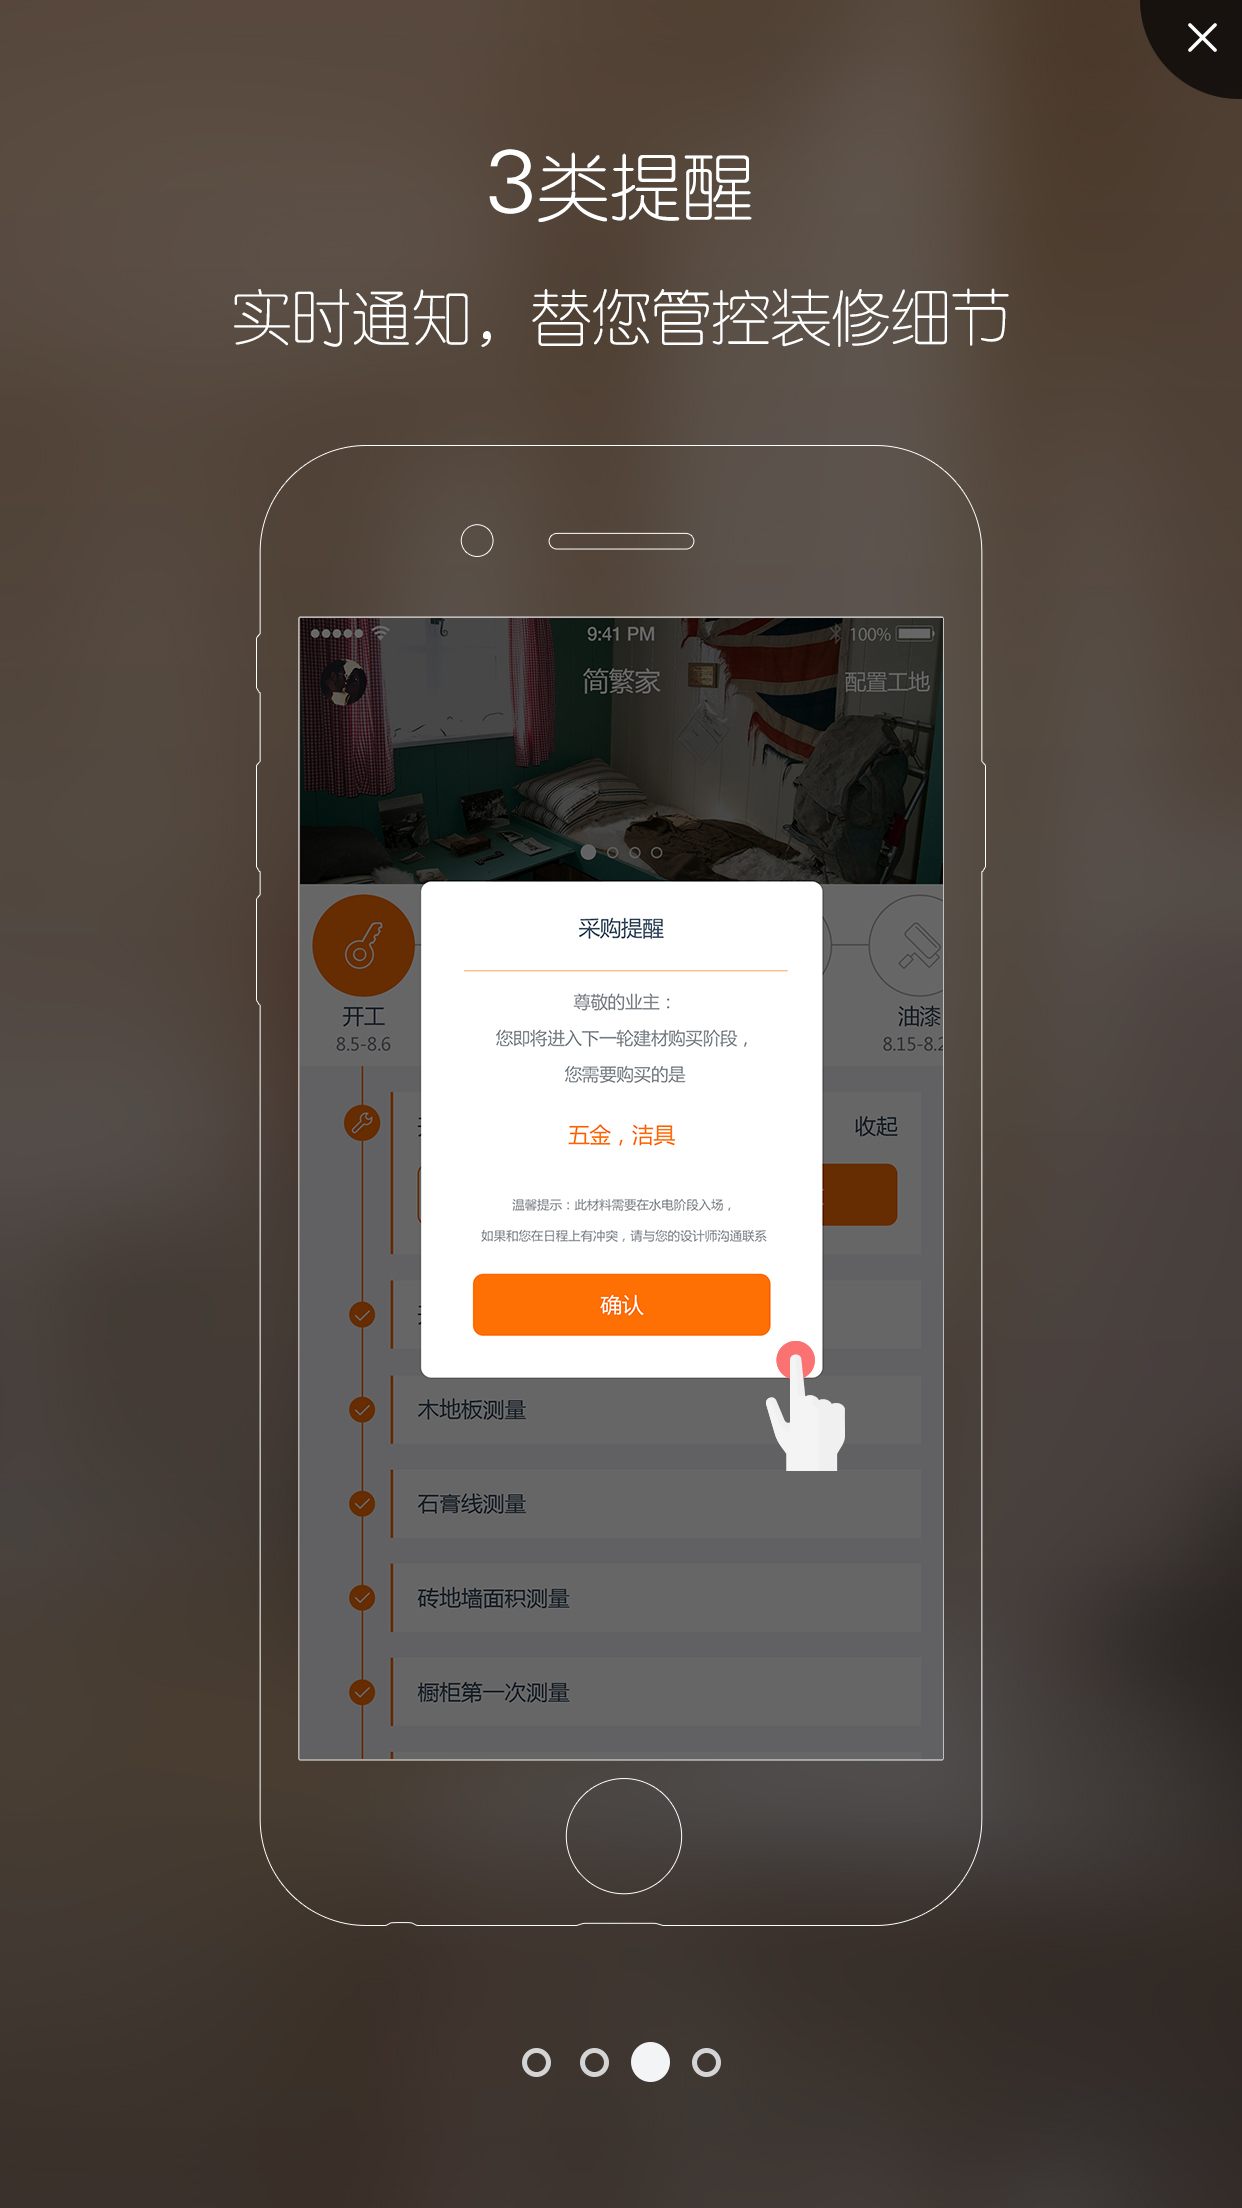 3类提醒
实时通知，替您管控装修细节
9:41 PM
100%
简繁家
配置工地
采购提醒
尊敬的业主：
您即将进入下一轮建材购买阶段，
您需要购买的是
五金，洁具
温馨提示：此材料需要在水电阶段入场，
如果和您在日程上有冲突，请与您的设计师沟通联系
确认
开工
8.5-8.6
油漆
8.15-8.2
收起
木地板测量
石膏线测量
砖地墙面积测量
橱柜第一次测量